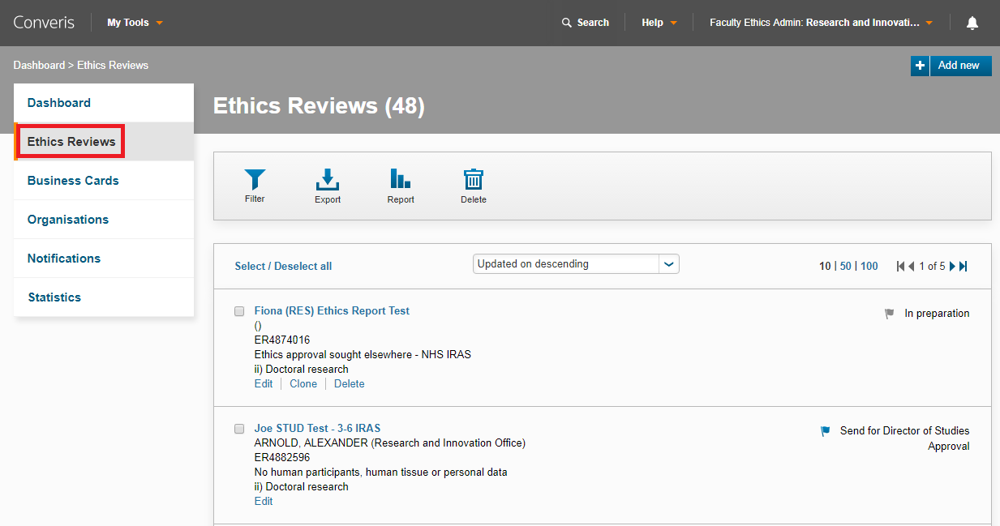 Converis
My Tools
Search
Help
Faculty Ethics Admin: Research and Innovati...
Dashboard > Ethics Reviews
+ Add new
Dashboard
Ethics Reviews
Business Cards
Organisations
Notifications
Statistics
Ethics Reviews (48)
Filter
Export
Report
Delete
Select / Deselect all
Updated on descending
10 | 50 | 100
1 of 5
Fiona (RES) Ethics Report Test
()
ER4874016
Ethics approval sought elsewhere - NHS IRAS
ii) Doctoral research
Edit | Clone | Delete
In preparation
Joe STUD Test - 3-6 IRAS
ARNOLD, ALEXANDER (Research and Innovation Office)
ER4882596
No human participants, human tissue or personal data
ii) Doctoral research
Edit
Send for Director of Studies
Approval